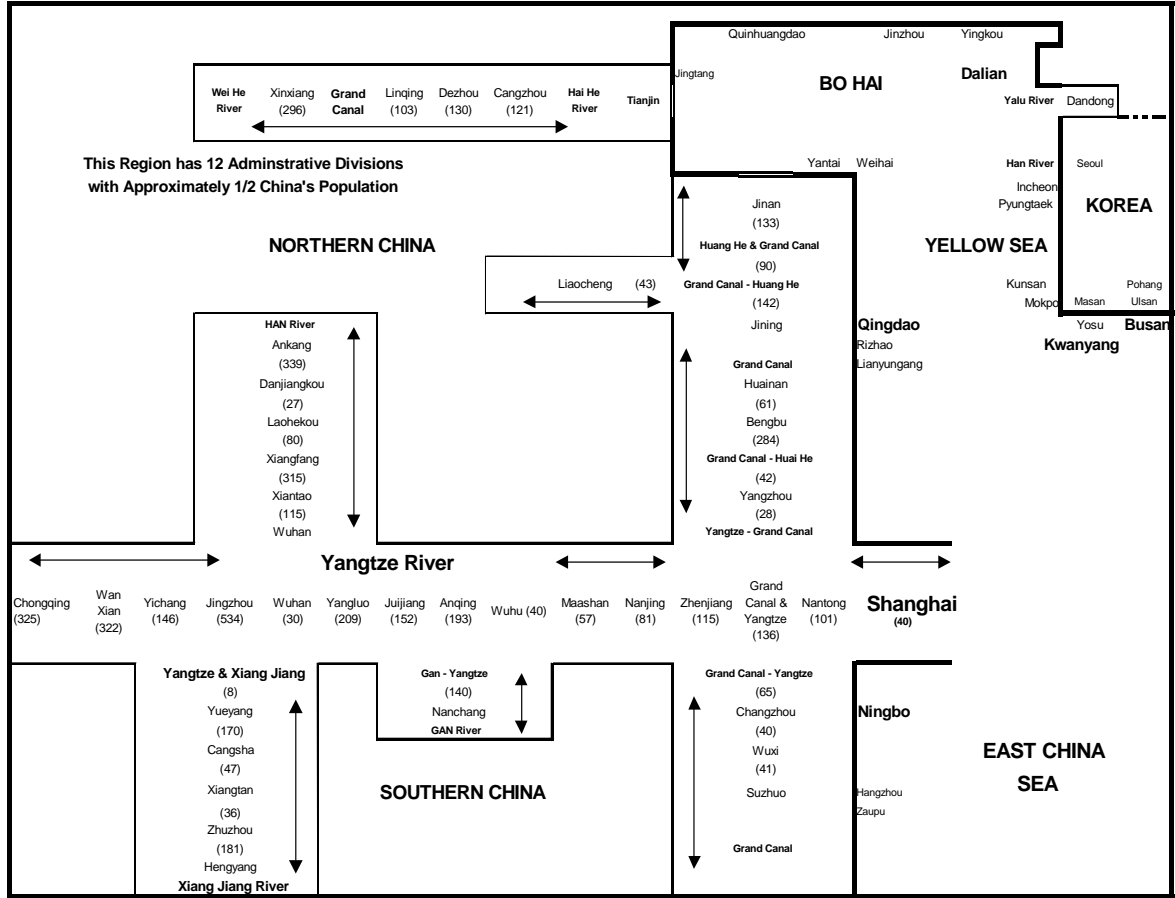 Quinhuangdao Jinzhou Yingkou
Jingtang
BO HAI
Dalian
Yalu River Dandong
Wei He
River
Xinxiang
(296)
Grand
Canal
Linqing
(103)
Dezhou
(130)
Cangzhou
(121)
Hai He
River
Tianjin
This Region has 12 Adminstrative Divisions
with Approximately 1/2 China's Population
Yantai Weihai
Han River Seoul
Incheon
Pyungtaek
KOREA
NORTHERN CHINA
YELLOW SEA
Jinan
(133)
Huang He & Grand Canal
(90)
Liaocheng (43)
Grand Canal - Huang He
(142)
Jining
Kunsan
Mokpo
Pohang
Masan Ulsan
Yosu Busan
Kwanyang
Qingdao
Rizhao
Lianyungang
HAN River
Ankang
(339)
Danjiangkou
(27)
Laohekou
(80)
Xiangfang
(315)
Xiantao
(115)
Wuhan
Grand Canal
Huainan
(61)
Bengbu
(284)
Grand Canal - Huai He
(42)
Yangzhou
(28)
Yangtze - Grand Canal
Yangtze River
Chongqing
(325)
Wan
Xian
(322)
Yichang
(146)
Jingzhou
(534)
Wuhan
(30)
Yangluo
(209)
Juijiang
(152)
Anqing
(193)
Wuhu (40)
Maashan
(57)
Nanjing
(81)
Zhenjiang
(115)
Grand
Canal &
Yangtze
(136)
Nantong
(101)
Shanghai
(40)
Yangtze & Xiang Jiang
(8)
Yueyang
(170)
Cangsha
(47)
Xiangtan
(36)
Zhuzhou
(181)
Hengyang
Xiang Jiang River
Gan - Yangtze
(140)
Nanchang
GAN River
SOUTHERN CHINA
Grand Canal - Yangtze
(65)
Changzhou
(40)
Wuxi
(41)
Suzhuo
Grand Canal
Ningbo
Hangzhou
Zaupu
EAST CHINA
SEA